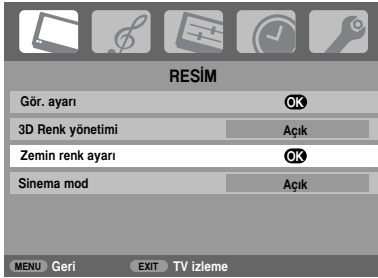 RESİM
Gör. ayarı OK
3D Renk yönetimi Açık
Zemin renk ayarı OK
Sinema mod Açık
MENU Geri EXIT TV izleme